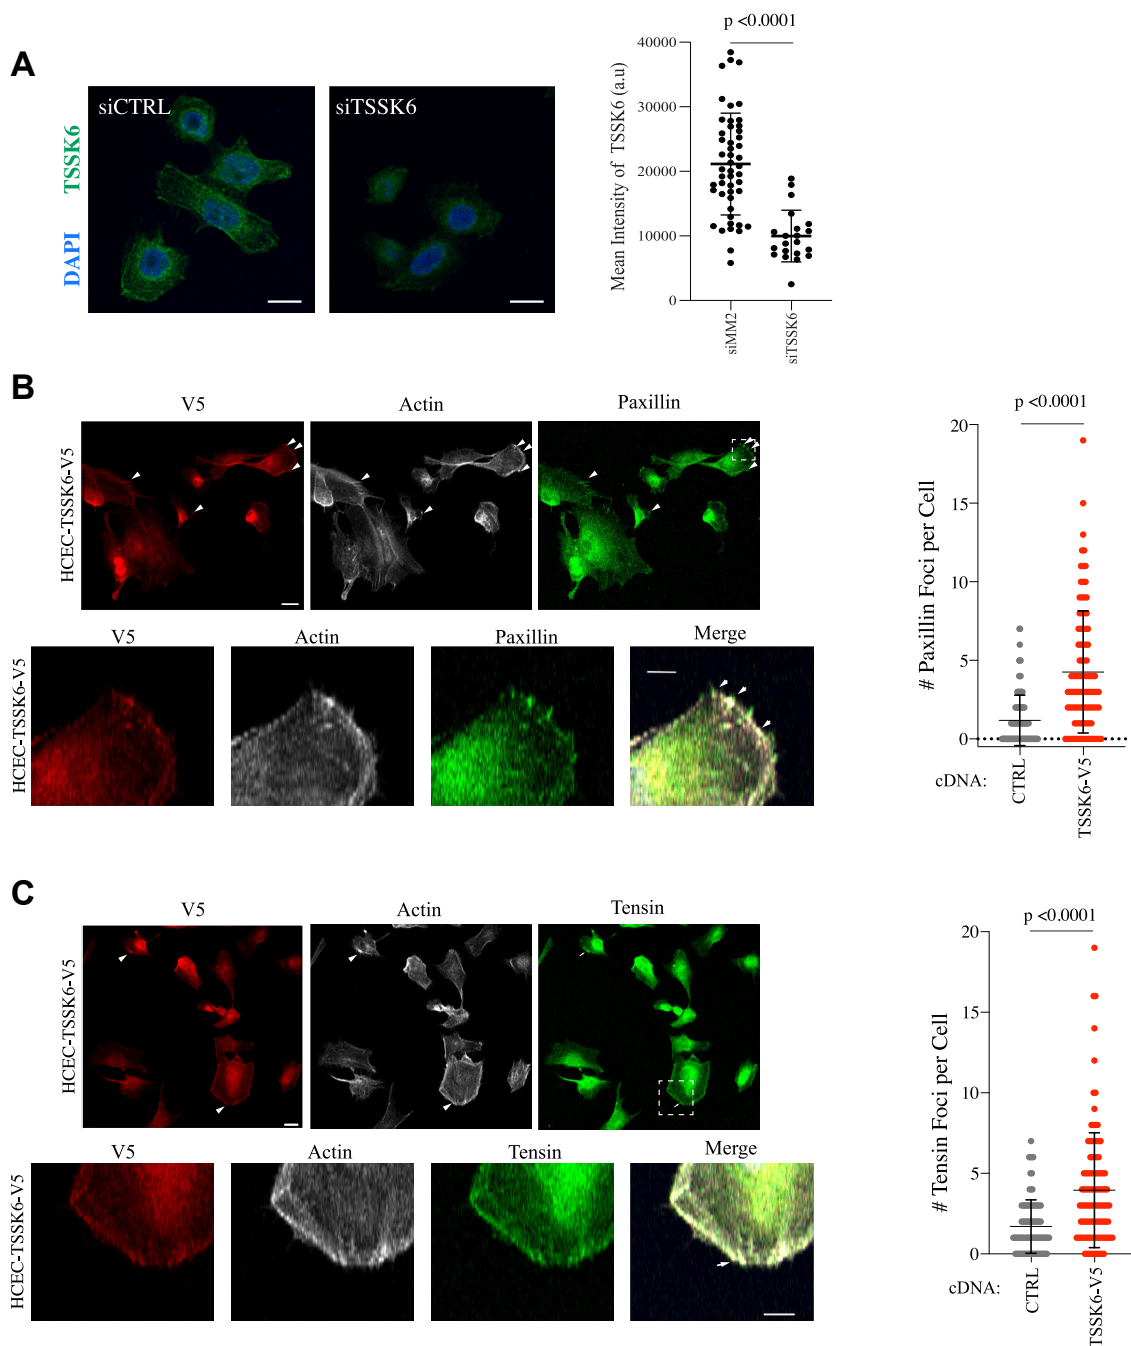 A
siCTRL
siTSSK6
DAPI TSSK6
p <0.0001
Mean Intensity of TSSK6 (a.u)
40000
30000
20000
10000
0
siMM2
siTSSK6
B
V5
Actin
Paxillin
HCEC-TSSK6-V5
V5
Actin
Paxillin
Merge
HCEC-TSSK6-V5
p <0.0001
# Paxillin Foci per Cell
20
15
10
5
0
cDNA:
CTRL
TSSK6-V5
C
V5
Actin
Tensin
HCEC-TSSK6-V5
V5
Actin
Tensin
Merge
HCEC-TSSK6-V5
p <0.0001
# Tensin Foci per Cell
20
15
10
5
0
cDNA:
CTRL
TSSK6-V5